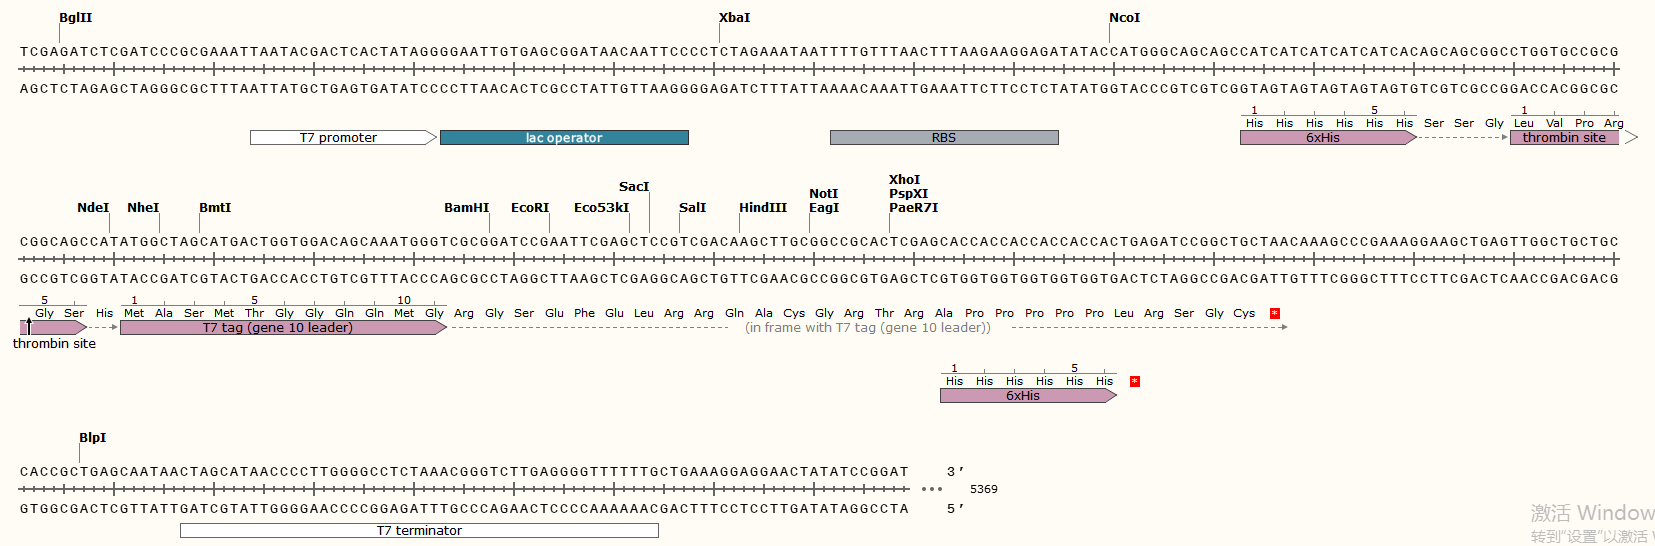 BglII XbaI NcoI
TCGAGATCTCGATCCCGCGAAATTAATACGACTCACTATAGGGGAATTGTGAGCGGATAACAATTCCCCTCTAGAAATAATTTTGTTTAACTTTAAGAAGGAGATATACCATGGGCAGCAGCCATCATCATCATCATCACAGCAGCGGCCTGGTGCCGCG
AGCTCTAGAGCTAGGGCGCTTTAATTATGCTGAGTGATATCCCCTTAACACTCGCCTATTGTTAAGGGGAGATCTTTATTAAAACAAATTGAAATTCTTCCTCTATATGGTACCCGTCGTCGGTAGTAGTAGTAGTAGTGTCGTCGCCGGACCACGGCGC
1 5 1
His His His His His His Ser Ser Gly Leu Val Pro Arg
T7 promoter lac operator RBS 6xHis thrombin site
XhoI
SacI NotI PspXI
NdeI NheI BmtI BamHI EcoRI Eco53kI SalI HindIII EagI PaeR7I
CGGCAGCCATATGGCTAGCATGACTGGTGGACAGCAAATGGGTCGCGGATCCGAATTCGAGCTCCGTCGACAAGCTTGCGGCCGCACTCGAGCACCACCACCACCACCACTGAGATCCGGCTGCTAACAAAGCCCGAAAGGAAGCTGAGTTGGCTGCTGC
GCCGTCGGTATACCGATCGTACTGACCACCTGTCGTTTACCCAGCGCCTAGGCTTAAGCTCGAGGCAGCTGTTCGAACGCCGGCGTGAGCTCGTGGTGGTGGTGGTGGTGACTCTAGGCCGACGATTGTTTCGGGCTTTCCTTCGACTCAACCGACGACG
5 1 5 10
Gly Ser His Met Ala Ser Met Thr Gly Gly Gln Gln Met Gly Arg Gly Ser Glu Phe Glu Leu Arg Arg Gln Ala Cys Gly Arg Thr Arg Ala Pro Pro Pro Pro Pro Leu Arg Ser Gly Cys *
T7 tag (gene 10 leader) (in frame with T7 tag (gene 10 leader))
thrombin site
1 5
His His His His His His *
6xHis
BlpI
CACCGCTGAGCAATAACTAGCATAACCCCTTGGGGCCTCTAAACGGGTCTTGAGGGGTTTTTTGCTGAAAGGAGGAACTATATCCGGAT 3'
5369
GTGGCGACTCGTTATTGATCGTATTGGGGAACCCCGGAGATTTGCCCAGAACTCCCCAAAAAACGACTTTCCTCCTTGATATAGGCCTA 5'
T7 terminator
激活 Window
转到"设置"以激活